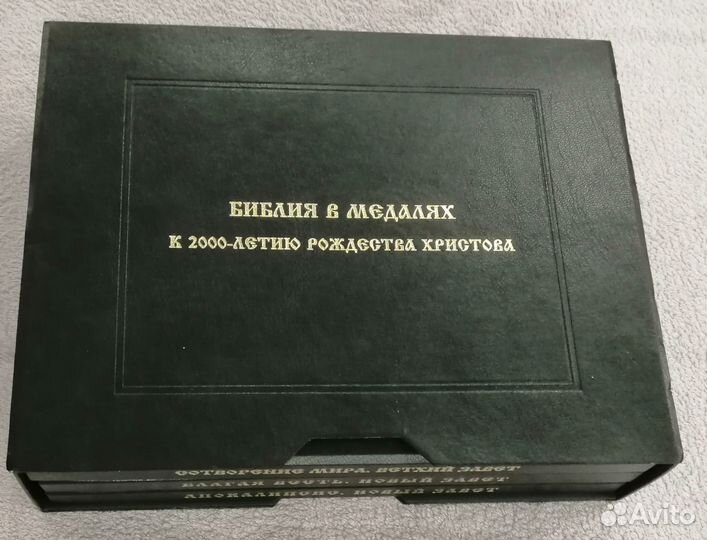 БИБЛИЯ В МЕДАЛЯХ
К 2000-ЛЕТИЮ РОЖДЕСТВА ХРИСТОВА
СОТВОРЕНИЕ МИРА. ВЕТХИЙ ЗАВЕТ
БЛАГАЯ ВЕСТЬ. НОВЫЙ ЗАВЕТ
АПОКАЛИПСИС. НОВЫЙ ЗАВЕТ
Avito